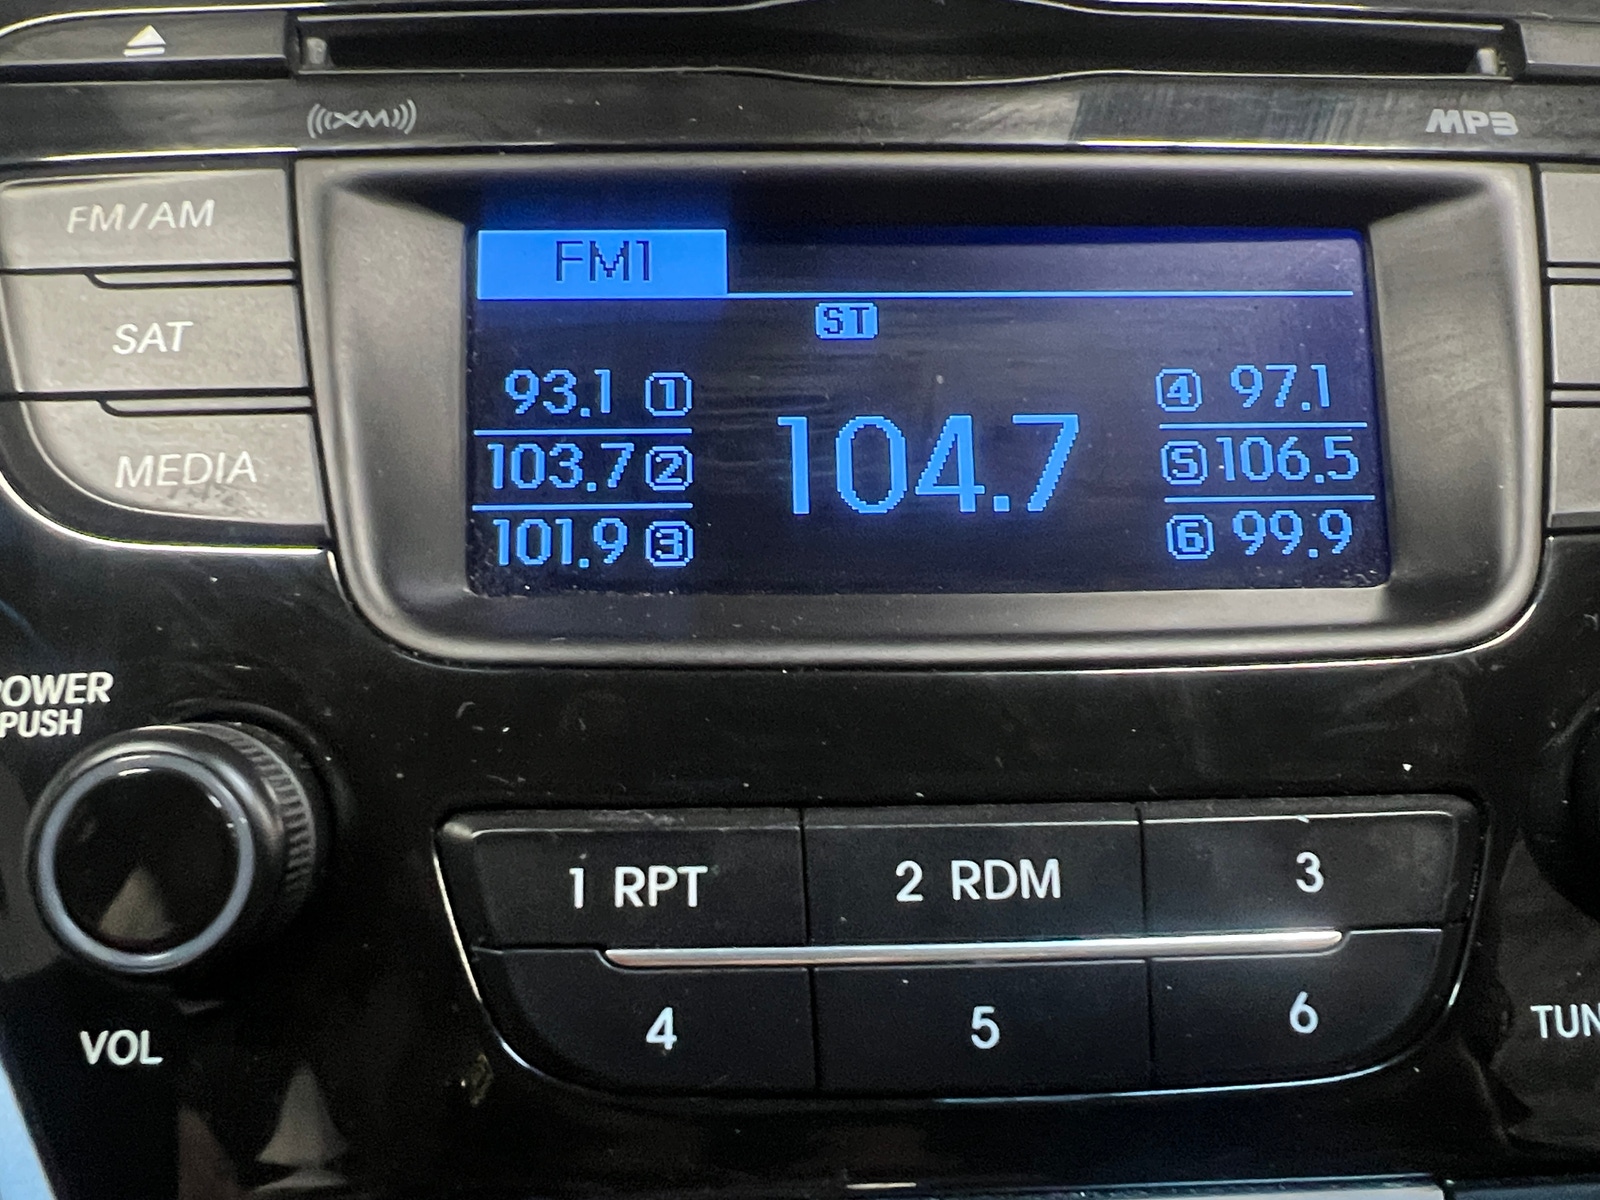 ((XM))
MP3
FM/AM
SAT
MEDIA
FM1
ST
93.1 1
103.7 2
101.9 3
104.7
4 97.1
5 106.5
6 99.9
POWER
PUSH
VOL
1 RPT
2 RDM
3
4
5
6
TUN